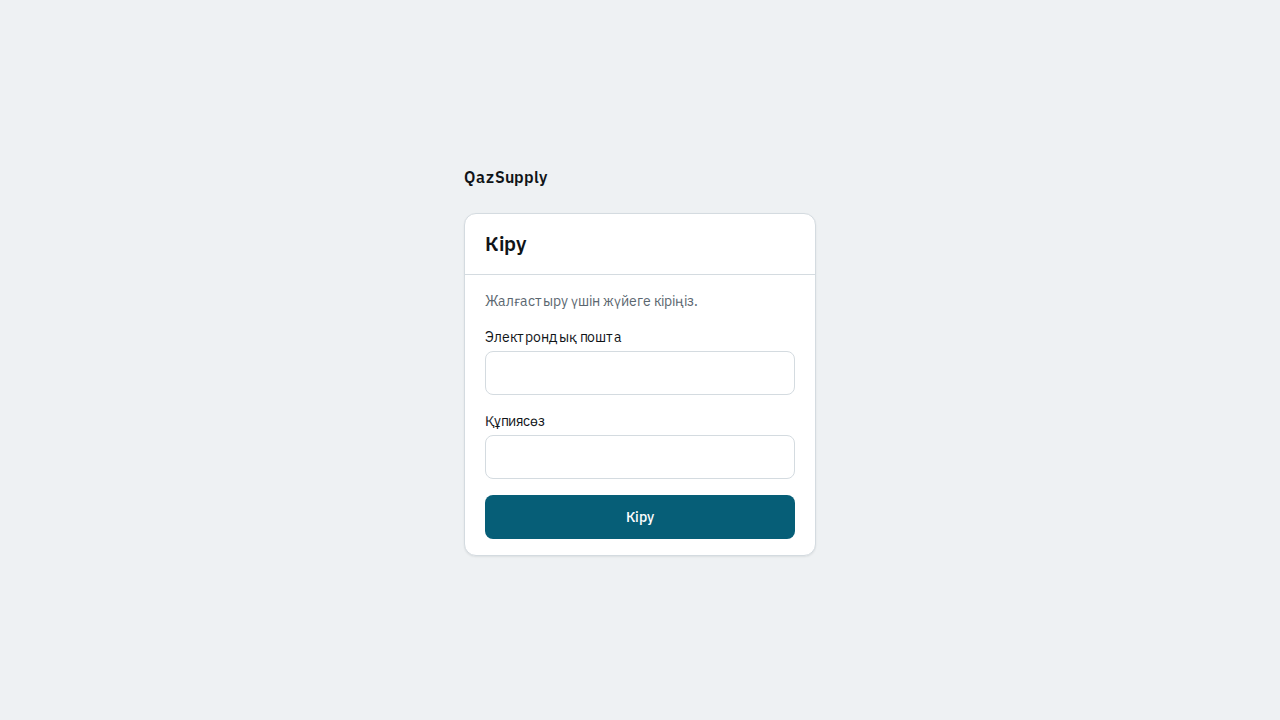 QazSupply
Кіру
Жалғастыру үшін жүйеге кіріңіз.
Электрондық пошта
Құпиясөз
Кіру